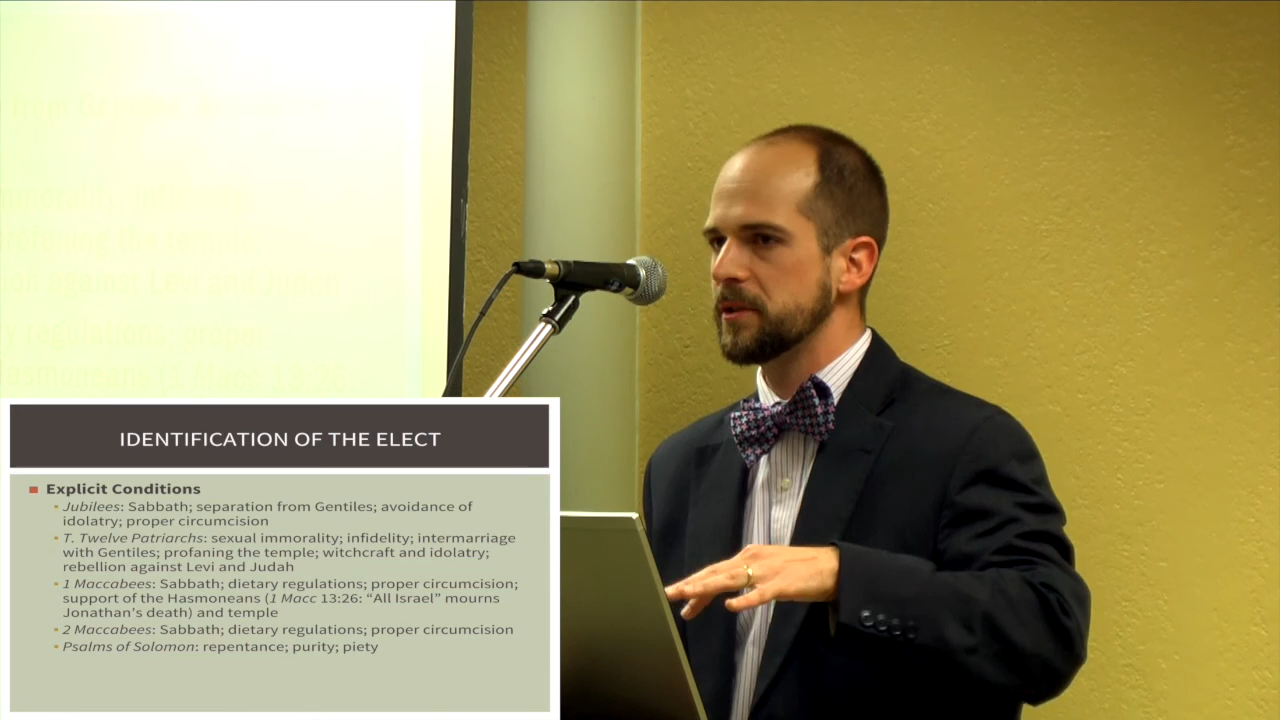 IDENTIFICATION OF THE ELECT
Explicit Conditions
Jubilees: Sabbath; separation from Gentiles; avoidance of
idolatry; proper circumcision
T. Twelve Patriarchs: sexual immorality; infidelity; intermarriage
with Gentiles; profaning the temple; witchcraft and idolatry;
rebellion against Levi and Judah
1 Maccabees: Sabbath; dietary regulations; proper circumcision;
support of the Hasmoneans (1 Macc 13:26: “All Israel” mourns
Jonathan’s death) and temple
2 Maccabees: Sabbath; dietary regulations; proper circumcision
Psalms of Solomon: repentance; purity; piety